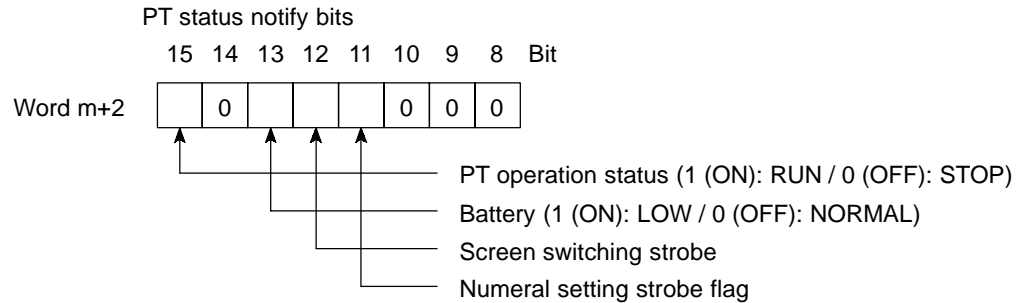 PT status notify bits
15 14 13 12 11 10 9 8 Bit
Word m+2 0 0 0 0
PT operation status (1 (ON): RUN / 0 (OFF): STOP)
Battery (1 (ON): LOW / 0 (OFF): NORMAL)
Screen switching strobe
Numeral setting strobe flag